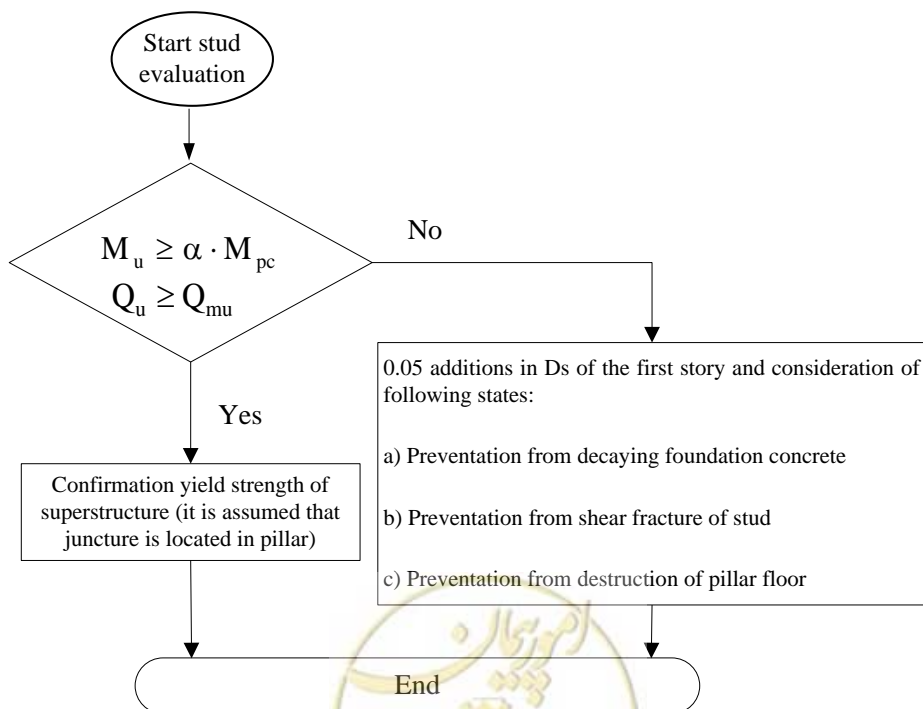 Start stud
evaluation
M_u ≥ α · M_pc
Q_u ≥ Q_mu
No
Yes
0.05 additions in Ds of the first story and consideration of
following states:
a) Preventation from decaying foundation concrete
b) Preventation from shear fracture of stud
c) Preventation from destruction of pillar floor
Confirmation yield strength of
superstructure (it is assumed that
juncture is located in pillar)
End
امور پیمان